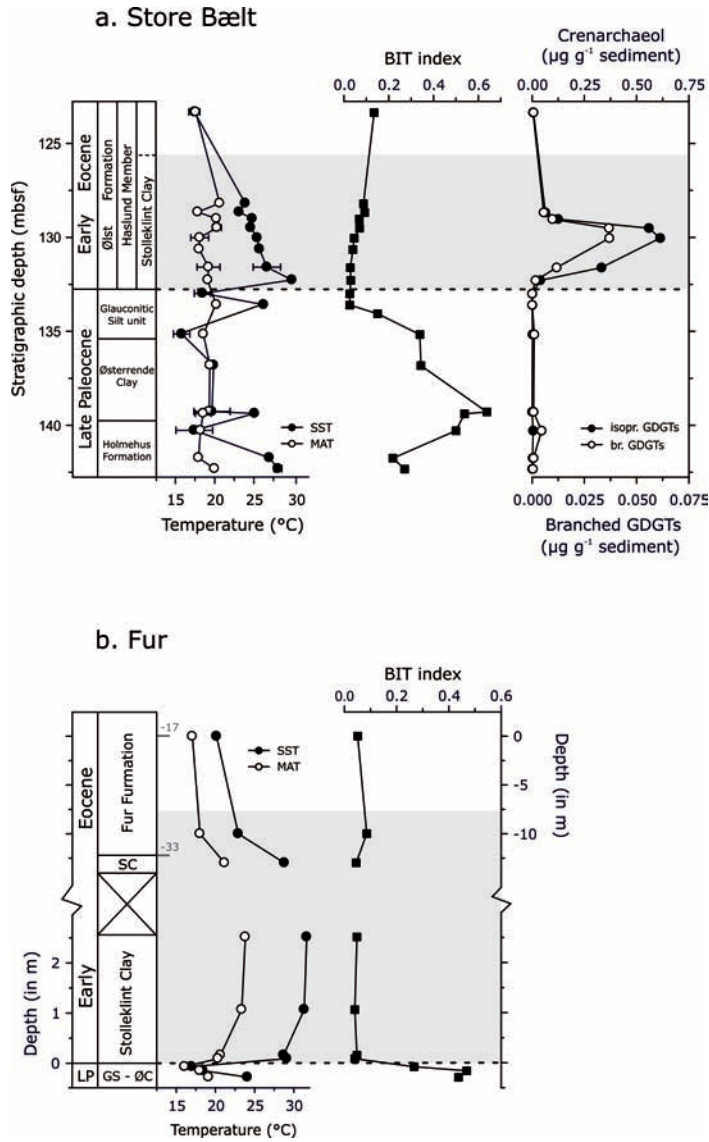 a. Store Bælt
BIT index
0.0 0.2 0.4 0.6
Crenarchaeol
(µg g-1 sediment)
0.00 0.25 0.50 0.75
Stratigraphic depth (mbsf)
125
130
135
140
Early Eocene
Late Paleocene
Ølst Formation
Haslund Member
Stolleklint Clay
Glauconitic
Silt unit
Østerrende
Clay
Holmehus
Formation
SST
MAT
isopr. GDGTs
br. GDGTs
15 20 25 30
Temperature (°C)
0.000 0.025 0.050 0.075
Branched GDGTs
(µg g-1 sediment)
b. Fur
BIT index
0.0 0.2 0.4 0.6
Early Eocene
LP
Fur Furmation
SC
Stolleklint Clay
GS - ØC
-17
-33
SST
MAT
0
-5
-10
Depth (in m)
Depth (in m)
2
1
0
15 20 25 30
Temperature (°C)